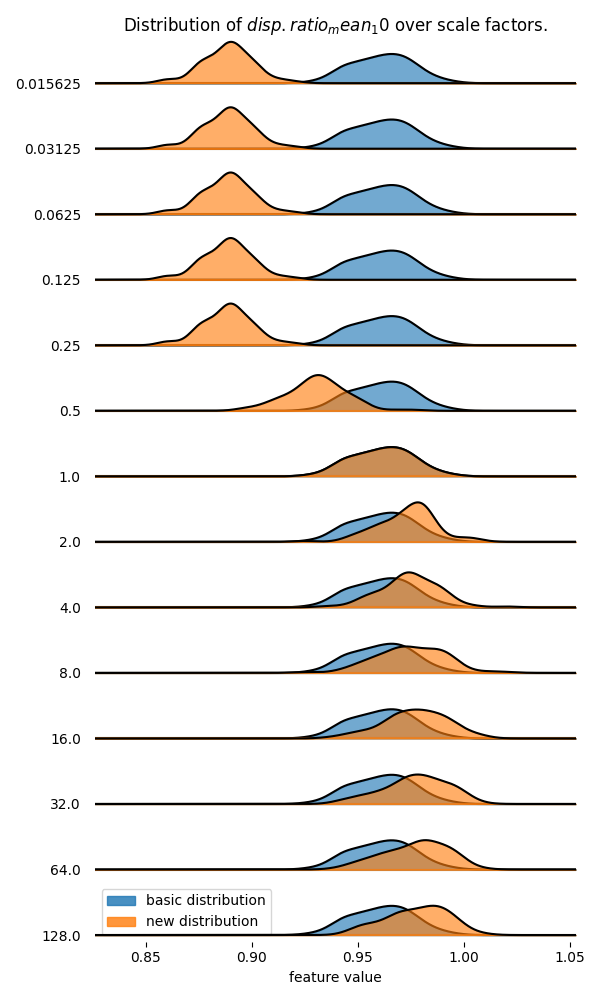 Distribution of disp.ratio_mean_10 over scale factors.
0.015625
0.03125
0.0625
0.125
0.25
0.5
1.0
2.0
4.0
8.0
16.0
32.0
64.0
128.0
basic distribution
new distribution
0.85 0.90 0.95 1.00 1.05
feature value